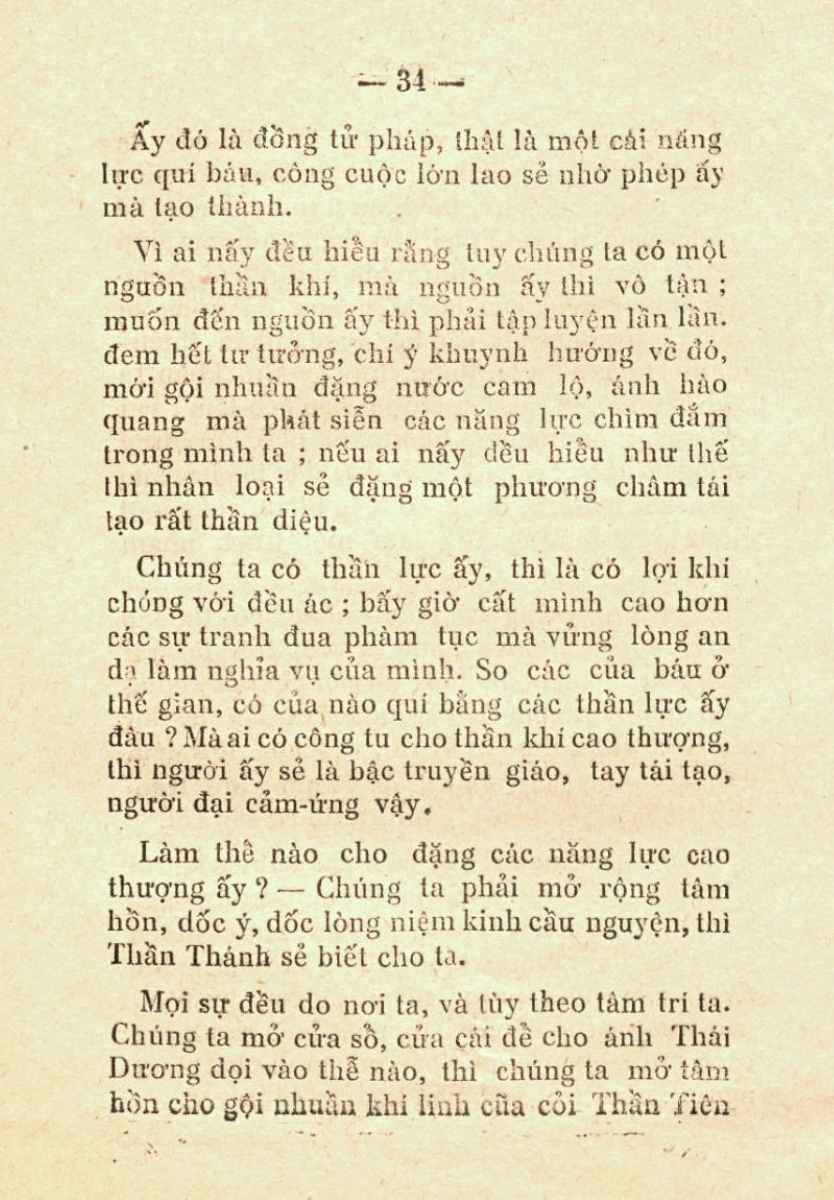 — 34 —
Ấy đó là đồng tử pháp, thật là một cái năng
lực quí báu, công cuộc lớn lao sẻ nhờ phép ấy
mà tạo thành.
Vì ai nấy đều hiểu rằng tuy chúng ta có một
nguồn thần khí, mà nguồn ấy thì vô tận ;
muốn đến nguồn ấy thì phải tập luyện lần lần.
đem hết tư tưởng, chí ý khuynh hướng về đó,
mới gội nhuần đặng nước cam lộ, ánh hào
quang mà phát siển các năng lực chìm đắm
trong mình ta ; nếu ai nấy đều hiểu như thế
thì nhân loại sẻ đặng một phương châm tái
tạo rất thần diệu.
Chúng ta có thần lực ấy, thì là có lợi khí
chóng với đều ác ; bấy giờ cất mình cao hơn
các sự tranh đua phàm tục mà vửng lòng an
dạ làm nghỉa vụ của mình. So các của báu ở
thế gian, có của nào quí bằng các thần lực ấy
đâu ? Mà ai có công tu cho thần khí cao thượng,
thì người ấy sẻ là bậc truyền giáo, tay tái tạo,
người đại cảm-ứng vậy.
Làm thế nào cho đặng các năng lực cao
thượng ấy ? — Chúng ta phải mở rộng tâm
hồn, dốc ý, dốc lòng niệm kinh cầu nguyện, thì
Thần Thánh sẻ biết cho ta.
Mọi sự đều do nơi ta, và tùy theo tâm trí ta.
Chúng ta mở cửa sổ, cửa cái để cho ánh Thái
Dương dọi vào thể nào, thì chúng ta mở tâm
hồn cho gội nhuần khí linh cũa cỏi Thần Tiên